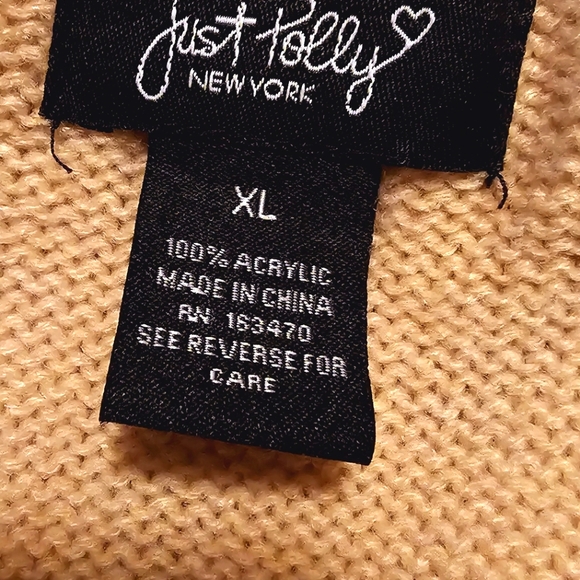 Just Polly
NEW YORK
XL
100% ACRYLIC
MADE IN CHINA
RN 163470
SEE REVERSE FOR
CARE